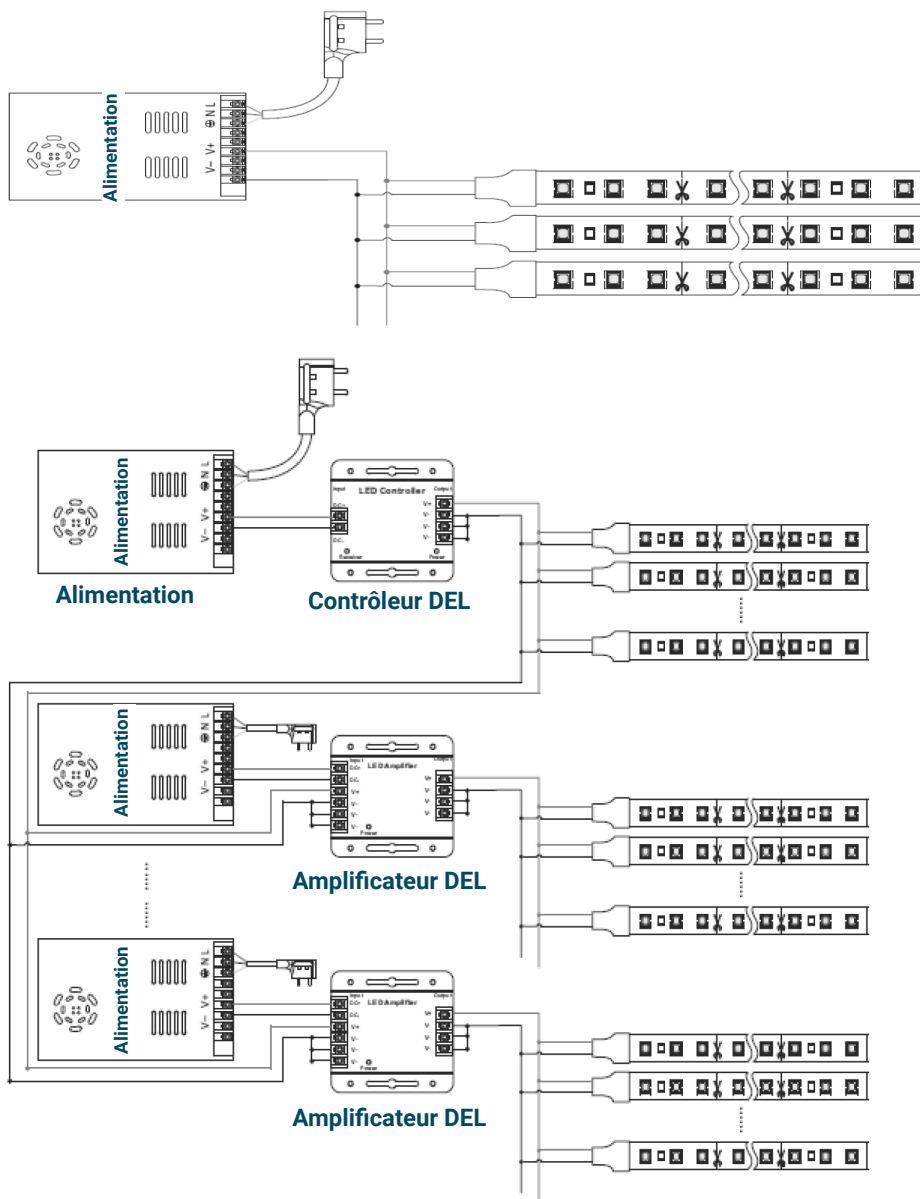 Alimentation
L
N
⏚
V+
V−
Alimentation
L
N
⏚
V+
V−
Alimentation
Input
LED Controller
Output
DC+
DC-
V+
V-
V-
V-
Receiver
Power
Contrôleur DEL
Alimentation
L
N
⏚
V+
V−
Input
LED Amplifier
Output
DC+
DC-
V+
V-
V-
V-
V+
V-
V-
V-
Power
Amplificateur DEL
Alimentation
L
N
⏚
V+
V−
Input
LED Amplifier
Output
DC+
DC-
V+
V-
V-
V-
V+
V-
V-
V-
Power
Amplificateur DEL